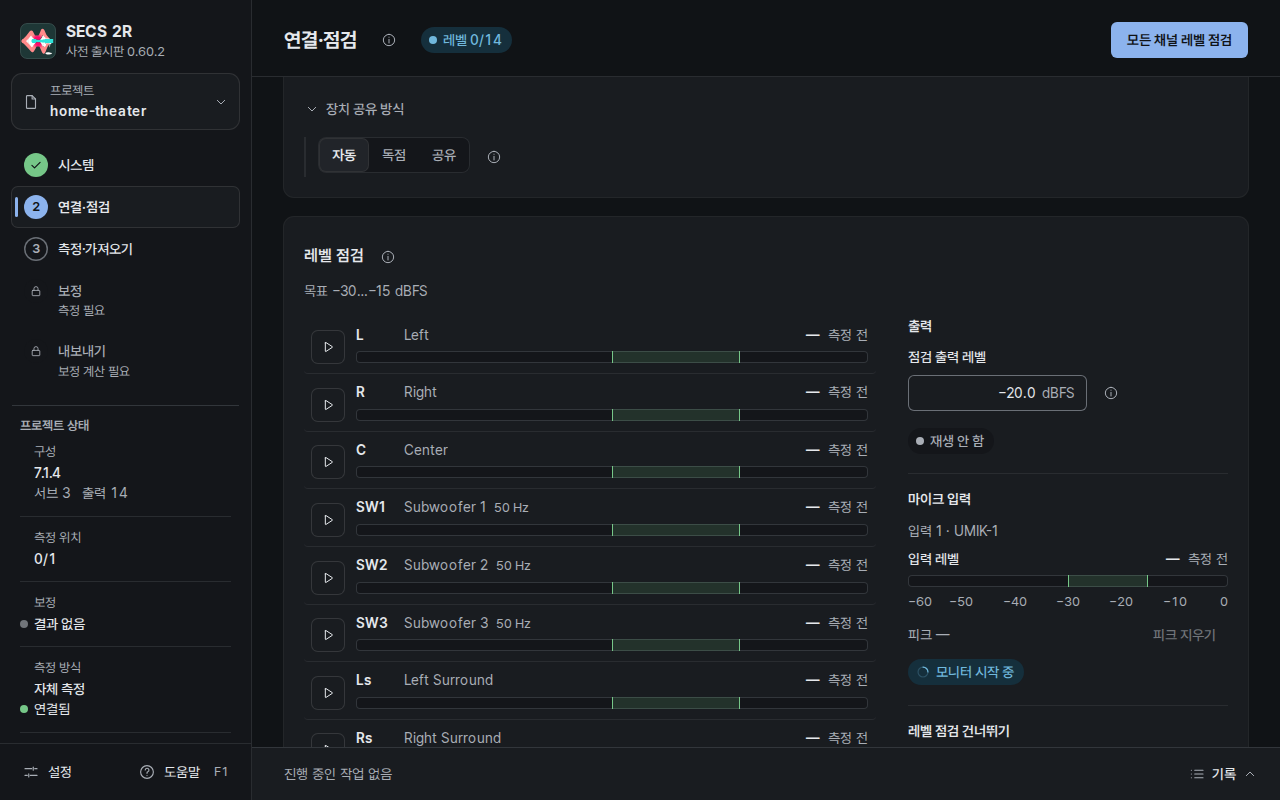 SECS 2R
사전 출시판 0.60.2
프로젝트
home-theater
시스템
2 연결·점검
3 측정·가져오기
보정
측정 필요
내보내기
보정 계산 필요
프로젝트 상태
구성
7.1.4
서브 3 출력 14
측정 위치
0/1
보정
결과 없음
측정 방식
자체 측정
연결됨
설정
도움말 F1
연결·점검
레벨 0/14
모든 채널 레벨 점검
장치 공유 방식
자동 독점 공유
레벨 점검
목표 −30…−15 dBFS
L Left — 측정 전
R Right — 측정 전
C Center — 측정 전
SW1 Subwoofer 1 50 Hz — 측정 전
SW2 Subwoofer 2 50 Hz — 측정 전
SW3 Subwoofer 3 50 Hz — 측정 전
Ls Left Surround — 측정 전
Rs Right Surround — 측정 전
출력
점검 출력 레벨
−20.0 dBFS
재생 안 함
마이크 입력
입력 1 · UMIK-1
입력 레벨 — 측정 전
−60 −50 −40 −30 −20 −10 0
피크 — 피크 지우기
모니터 시작 중
레벨 점검 건너뛰기
진행 중인 작업 없음
기록